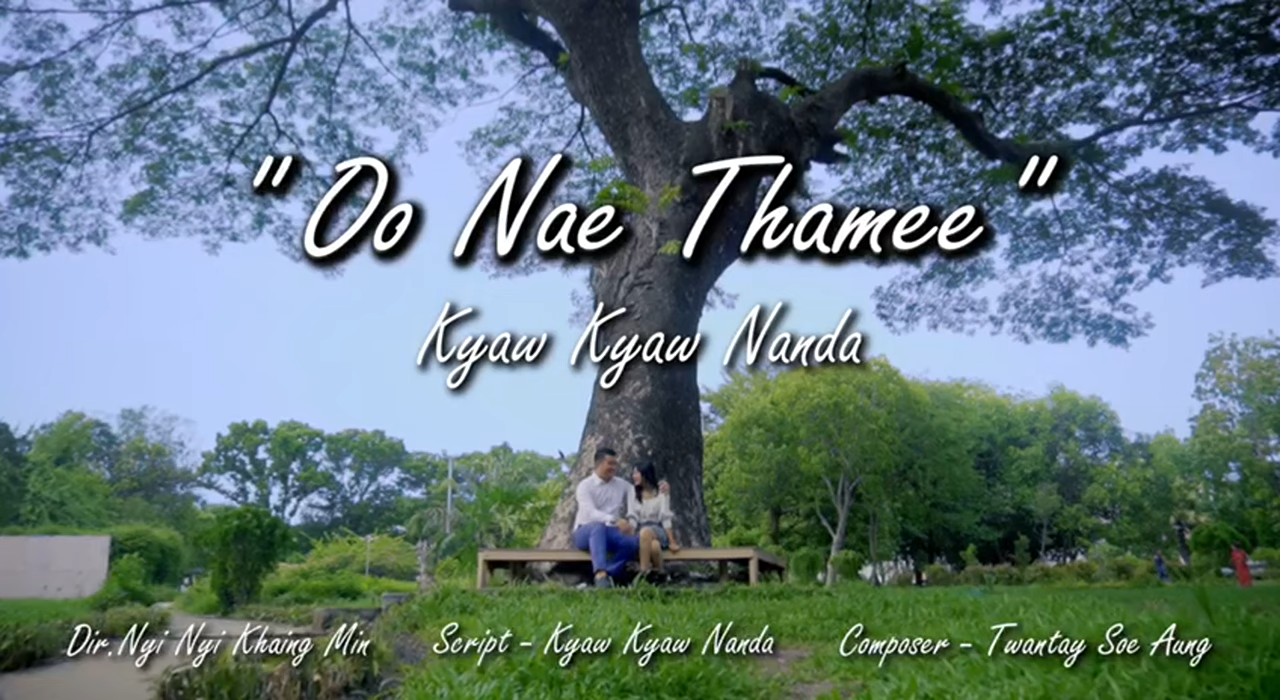 "Oo Nae Thamee"
Kyaw Kyaw Nanda
Dir.Nyi Nyi Khaing Min Script - Kyaw Kyaw Nanda Composer - Twantay Soe Aung